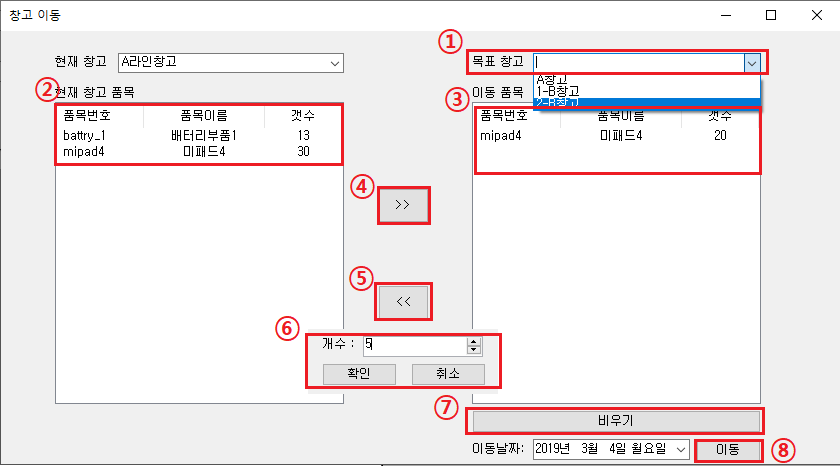 창고 이동
①
현재 창고 A라인창고
목표 창고
A창고
1-B창고
2-B창고
②
현재 창고 품목
이동 품목
③
품목번호 품목이름 갯수
battry_1 배터리부품1 13
mipad4 미패드4 30
품목번호 품목이름 갯수
mipad4 미패드4 20
④
>>
⑤
<<
⑥
개수 : 5
확인 취소
⑦
비우기
이동날짜: 2019년 3월 4일 월요일 이동
⑧